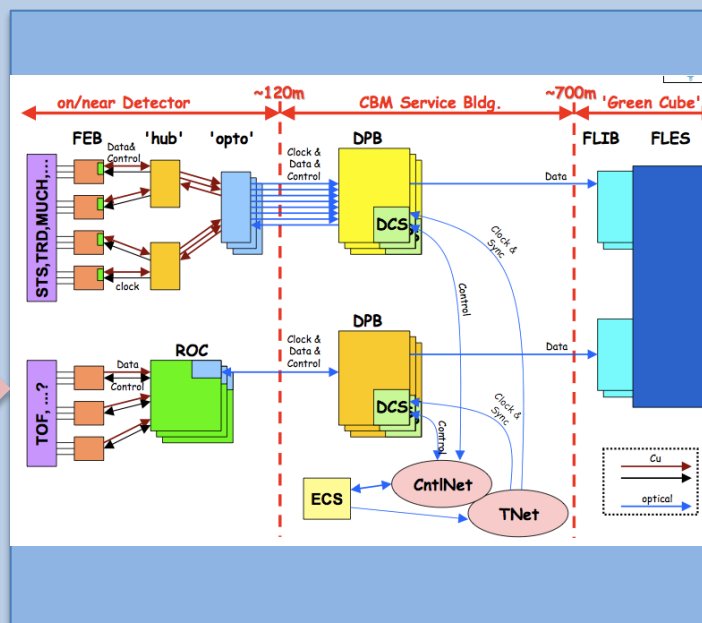 ~120m
~700m
on/near Detector
CBM Service Bldg.
'Green Cube'
FEB
'hub'
'opto'
DPB
FLIB
FLES
Data&
Control
Clock &
Data &
Control
Data
STS,TRD,MUCH,...
DCS
clock
Clock &
Sync
Control
DPB
ROC
Clock &
Data &
Control
Data
Data
Control
TOF, ...?
DCS
Clock &
Sync
Control
Cu
optical
CntlNet
ECS
TNet